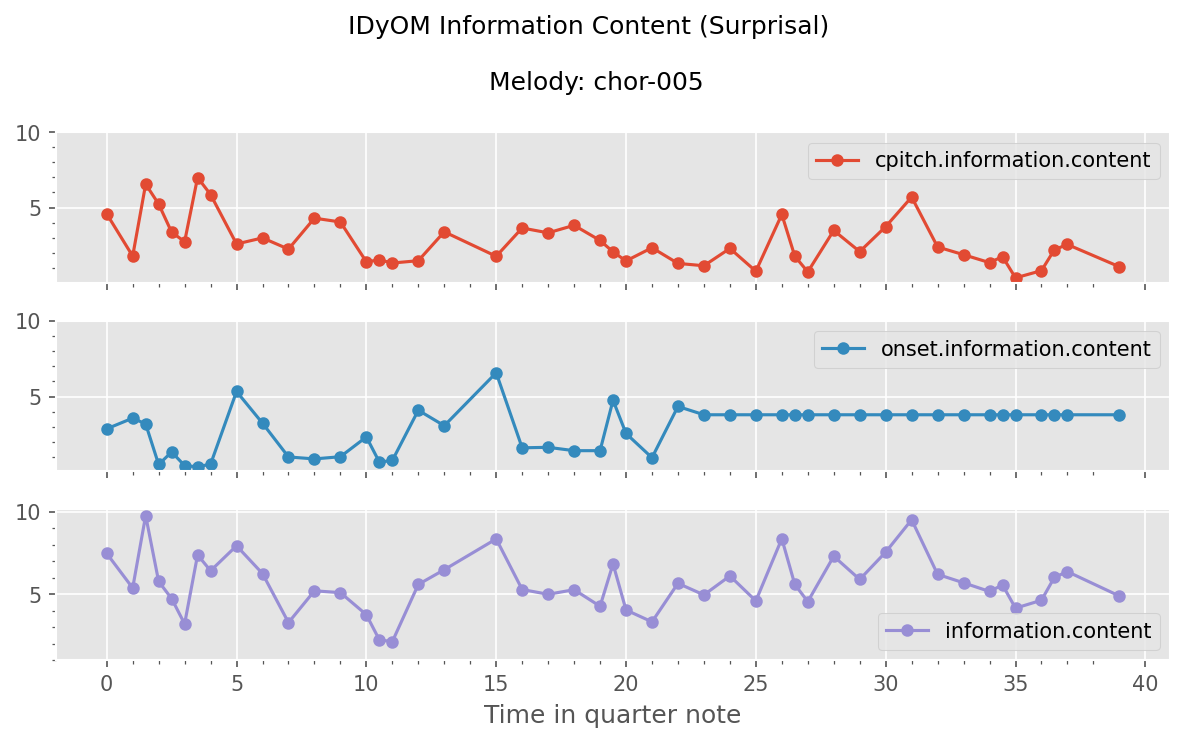 IDyOM Information Content (Surprisal)
Melody: chor-005
10
5
cpitch.information.content
10
5
onset.information.content
10
5
information.content
0 5 10 15 20 25 30 35 40
Time in quarter note